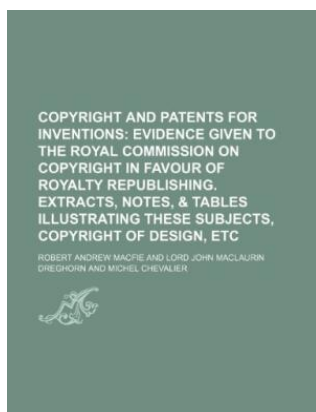 COPYRIGHT AND PATENTS FOR
INVENTIONS: EVIDENCE GIVEN TO
THE ROYAL COMMISSION ON
COPYRIGHT IN FAVOUR OF
ROYALTY REPUBLISHING.
EXTRACTS, NOTES, & TABLES
ILLUSTRATING THESE SUBJECTS,
COPYRIGHT OF DESIGN, ETC
ROBERT ANDREW MACFIE AND LORD JOHN MACLAURIN
DREGHORN AND MICHEL CHEVALIER